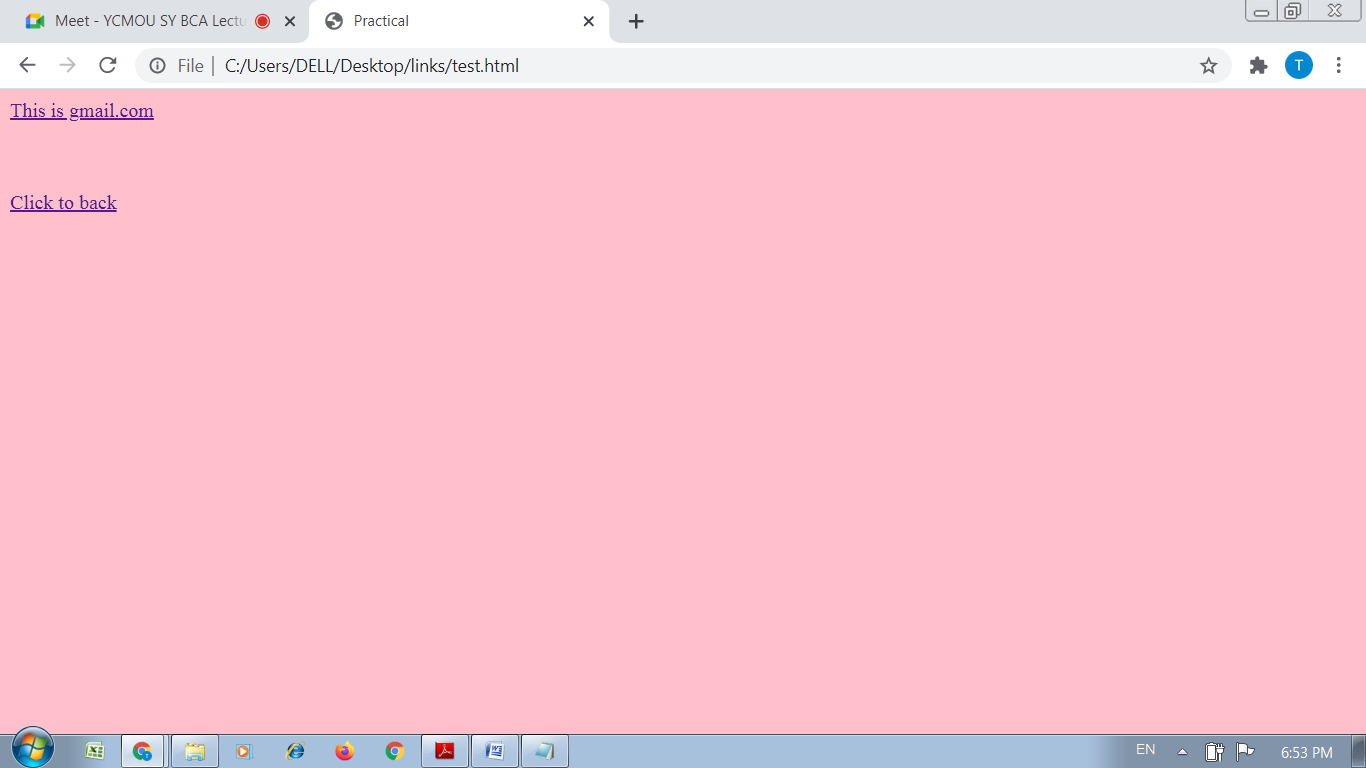 Meet - YCMOU SY BCA Lectu
Practical
File | C:/Users/DELL/Desktop/links/test.html
T
This is gmail.com
Click to back
EN
6:53 PM